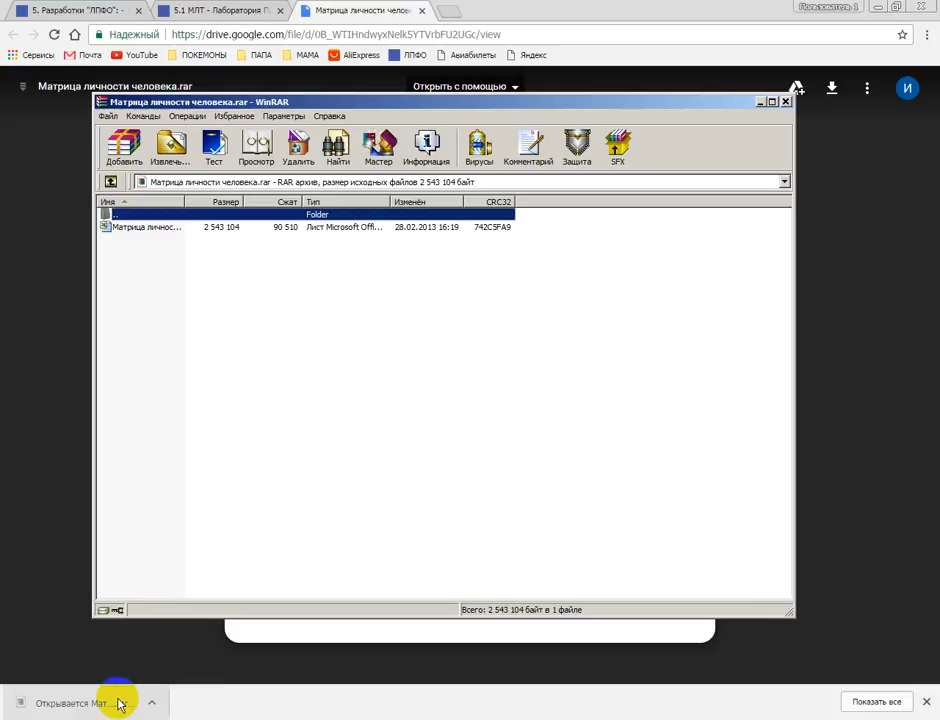 5. Разработки "ЛПФО": -
5.1 МЛТ - Лаборатория П
Матрица личности челове
Пользователь 1
Надежный
https://drive.google.com/file/d/0B_WTIHndwyxNelk5YTVrbFU2UGc/view
Сервисы
Почта
YouTube
ПОКЕМОНЫ
ПАПА
МАМА
AliExpress
ЛПФО
Авиабилеты
Яндекс
Матрица личности человека.rar
Открыть с помощью
И
Матрица личности человека.rar - WinRAR
Файл Команды Операции Избранное Параметры Справка
Добавить Извлечь... Тест Просмотр Удалить Найти Мастер Информация Вирусы Комментарий Защита SFX
Матрица личности человека.rar - RAR архив, размер исходных файлов 2 543 104 байт
Имя Размер Сжат Тип Изменён CRC32
.. Folder
Матрица личнос... 2 543 104 90 510 Лист Microsoft Offi... 28.02.2013 16:19 742C5FA9
Всего: 2 543 104 байт в 1 файле
Открывается Мат...
Показать все